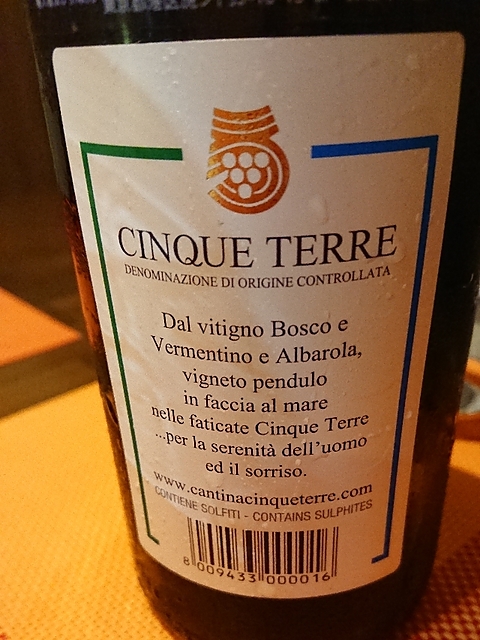 CINQUE TERRE
DENOMINAZIONE DI ORIGINE CONTROLLATA
Dal vitigno Bosco e
Vermentino e Albarola,
vigneto pendulo
in faccia al mare
nelle faticate Cinque Terre
...per la serenità dell'uomo
ed il sorriso.
www.cantinacinqueterre.com
CONTIENE SOLFITI - CONTAINS SULPHITES
8 009433 000016